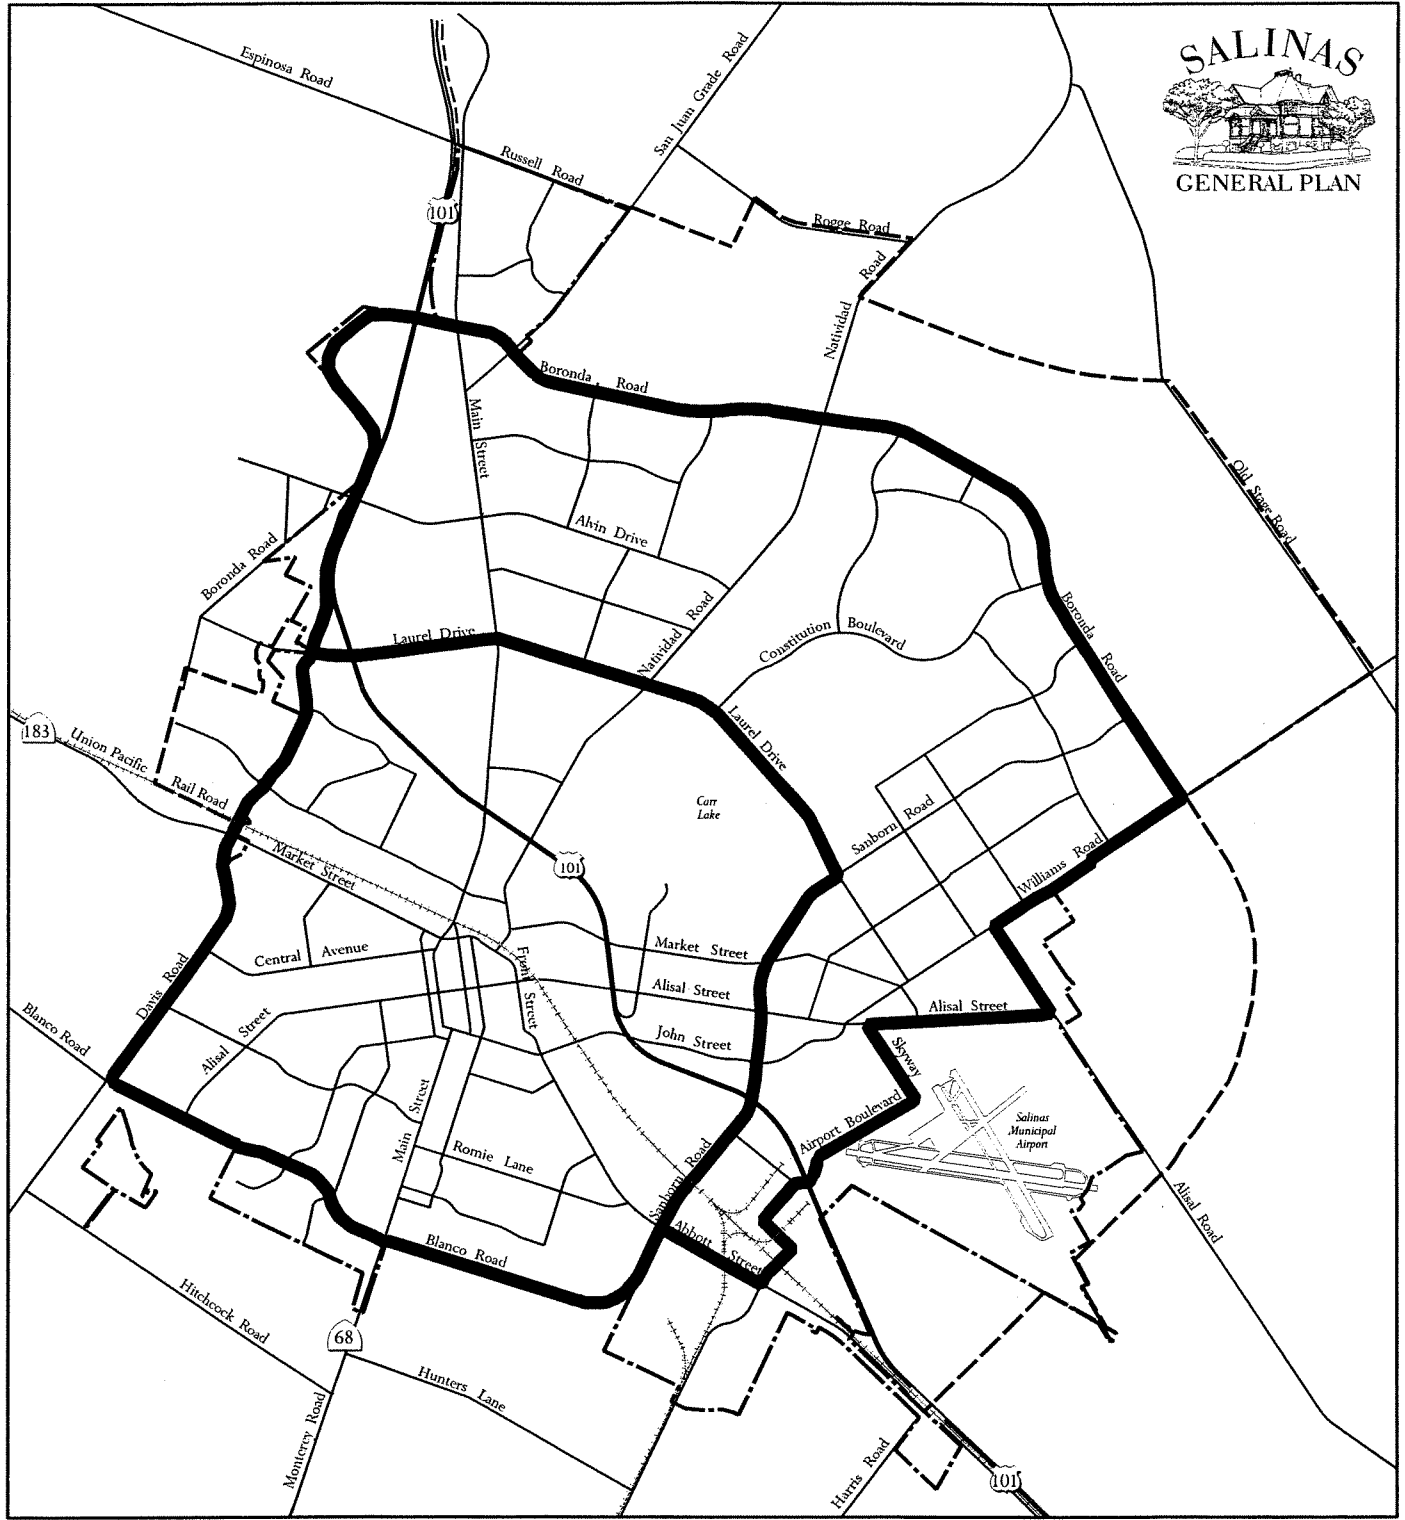 SALINAS
GENERAL PLAN
Espinosa Road
San Juan Grade Road
Russell Road
101
Rogge Road
Natividad Road
Boronda Road
Main Street
Old Stage Road
Alvin Drive
Boronda Road
Boronda Road
Constitution Boulevard
Natividad Road
Laurel Drive
Laurel Drive
183
Union Pacific Rail Road
Carr
Lake
Sanborn Road
Williams Road
101
Market Street
Central Avenue
Market Street
Front Street
Davis Road
Alisal Street
Alisal Street
Blanco Road
Alisal Street
John Street
Skyway
Main Street
Airport Boulevard
Salinas
Municipal
Airport
Romie Lane
Sanborn Road
Abbott Street
Alisal Road
Blanco Road
Hitchcock Road
68
Hunters Lane
Monterey Road
Harris Road
101